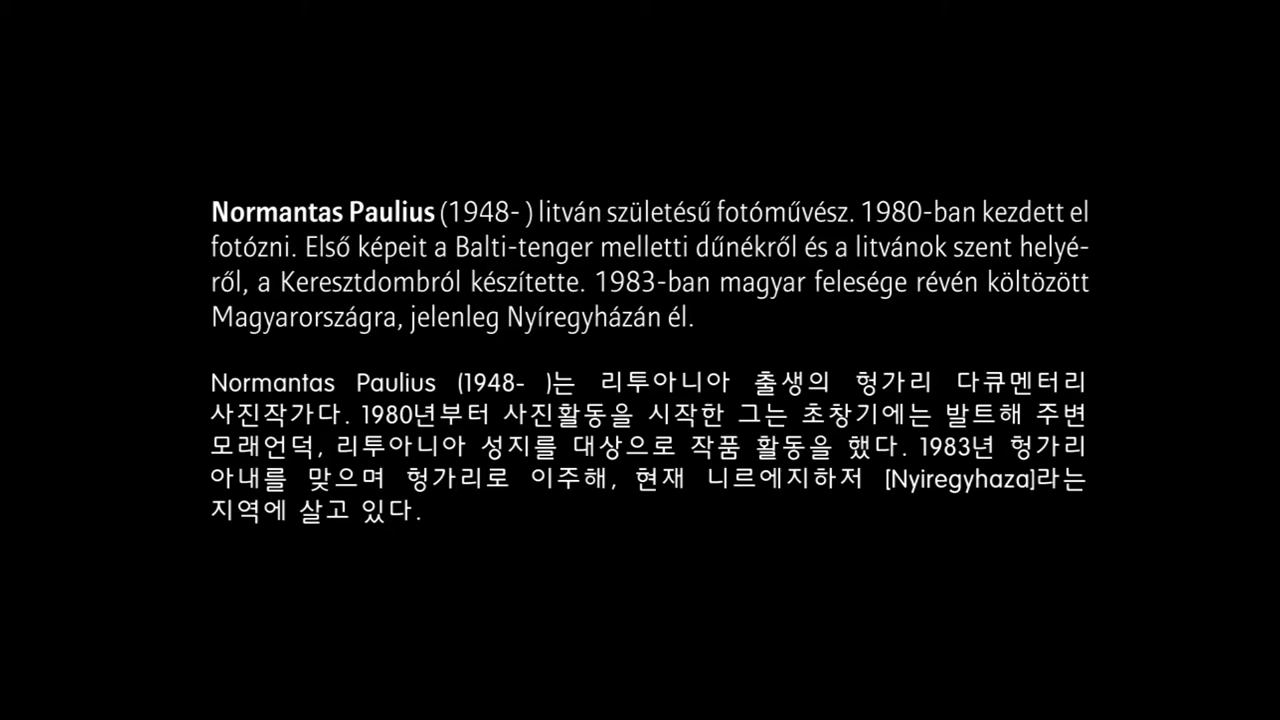 Normantas Paulius (1948- ) litván születésű fotóművész. 1980-ban kezdett el
fotózni. Első képeit a Balti-tenger melletti dűnékről és a litvánok szent helyé-
ről, a Keresztdombról készítette. 1983-ban magyar felesége révén költözött
Magyarországra, jelenleg Nyíregyházán él.
Normantas Paulius (1948- )는 리투아니아 출생의 헝가리 다큐멘터리
사진작가다. 1980년부터 사진활동을 시작한 그는 초창기에는 발트해 주변
모래언덕, 리투아니아 성지를 대상으로 작품 활동을 했다. 1983년 헝가리
아내를 맞으며 헝가리로 이주해, 현재 니르에지하저 [Nyiregyhaza]라는
지역에 살고 있다.